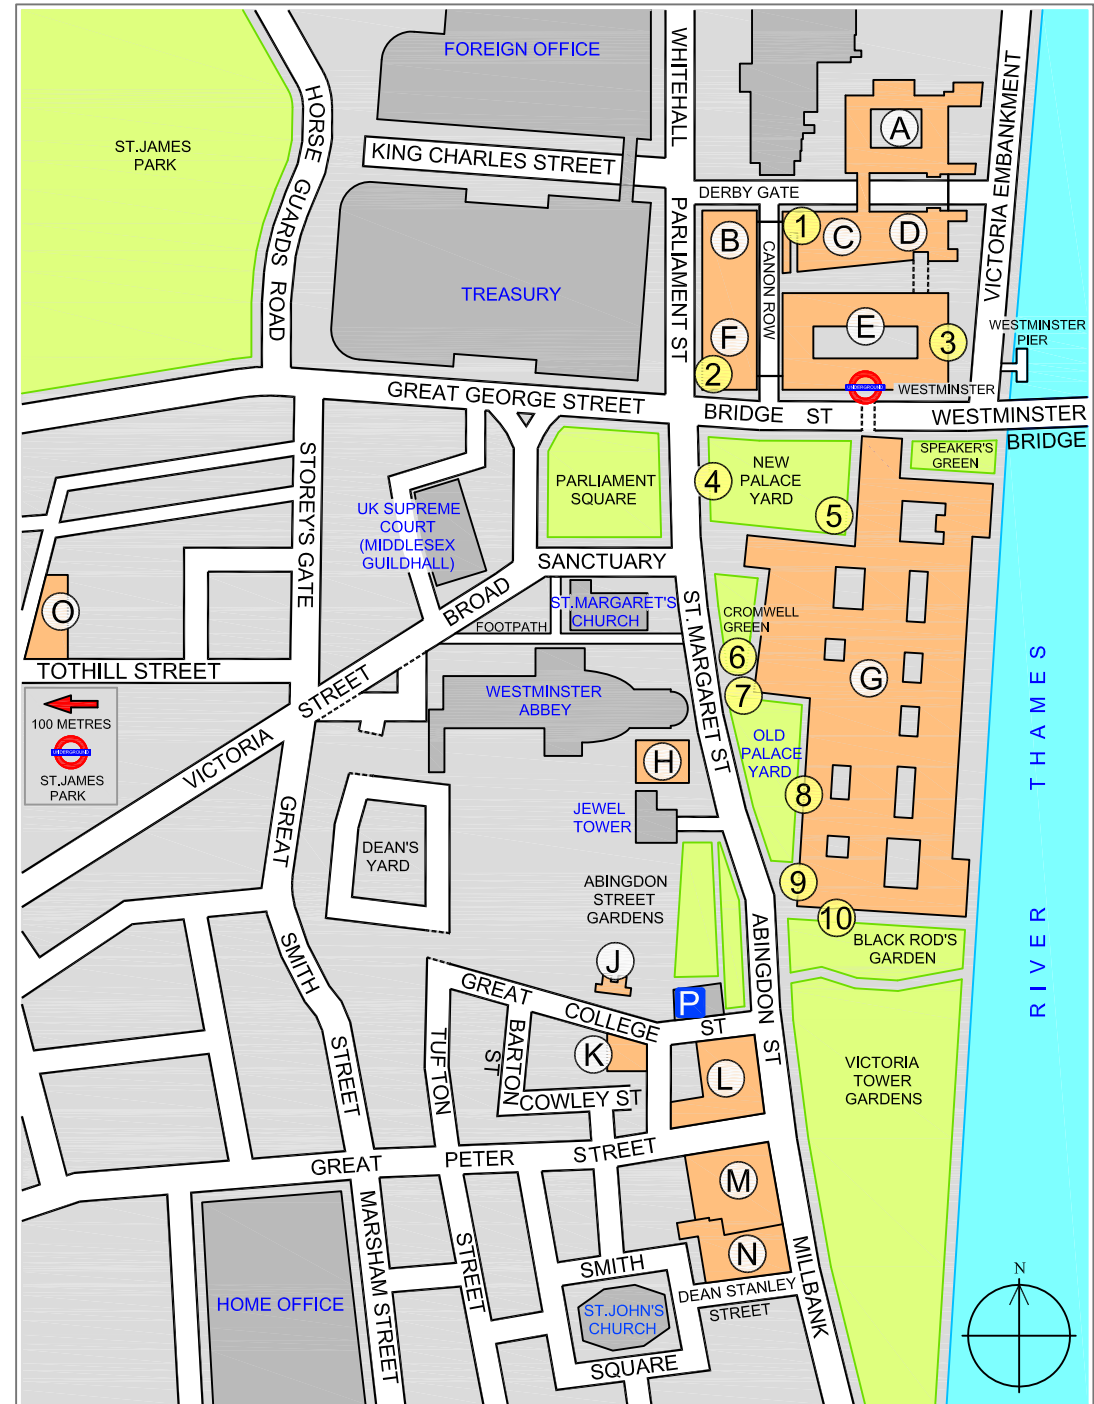 FOREIGN OFFICE
WHITEHALL
HORSE GUARDS ROAD
ST.JAMES
PARK
KING CHARLES STREET
A
VICTORIA EMBANKMENT
DERBY GATE
PARLIAMENT ST
B
CANON ROW
1
C
D
TREASURY
E
F
2
3
WESTMINSTER
PIER
UNDERGROUND
WESTMINSTER
GREAT GEORGE STREET
BRIDGE ST
WESTMINSTER
BRIDGE
STOREY'S GATE
PARLIAMENT
SQUARE
4
NEW
PALACE
YARD
5
SPEAKER'S
GREEN
UK SUPREME
COURT
(MIDDLESEX
GUILDHALL)
BROAD
SANCTUARY
ST.MARGARET'S
CHURCH
FOOTPATH
ST. MARGARET ST
CROMWELL
GREEN
6
7
G
O
TOTHILL STREET
100 METRES
UNDERGROUND
ST.JAMES
PARK
VICTORIA STREET
WESTMINSTER
ABBEY
H
JEWEL
TOWER
OLD
PALACE
YARD
8
RIVER THAMES
GREAT
SMITH
STREET
DEAN'S
YARD
ABINGDON
STREET
GARDENS
9
10
BLACK ROD'S
GARDEN
ABINGDON ST
J
P
GREAT COLLEGE ST
TUFTON
BARTON
ST
K
COWLEY ST
L
VICTORIA
TOWER
GARDENS
GREAT PETER STREET
M
N
MARSHAM STREET
STREET
SMITH
SQUARE
DEAN STANLEY
STREET
MILLBANK
HOME OFFICE
ST.JOHN'S
CHURCH
N